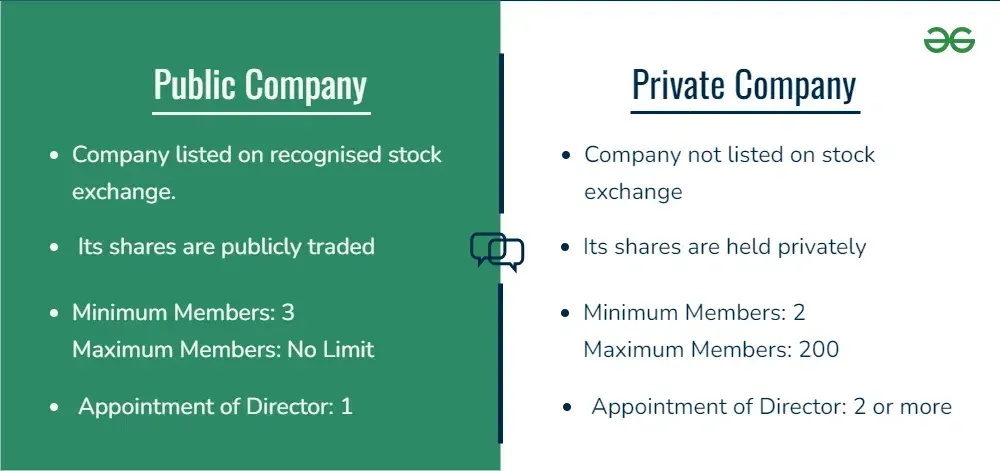 Public Company
• Company listed on recognised stock
exchange.
• Its shares are publicly traded
• Minimum Members: 3
Maximum Members: No Limit
• Appointment of Director: 1
Private Company
• Company not listed on stock
exchange
• Its shares are held privately
• Minimum Members: 2
Maximum Members: 200
• Appointment of Director: 2 or more